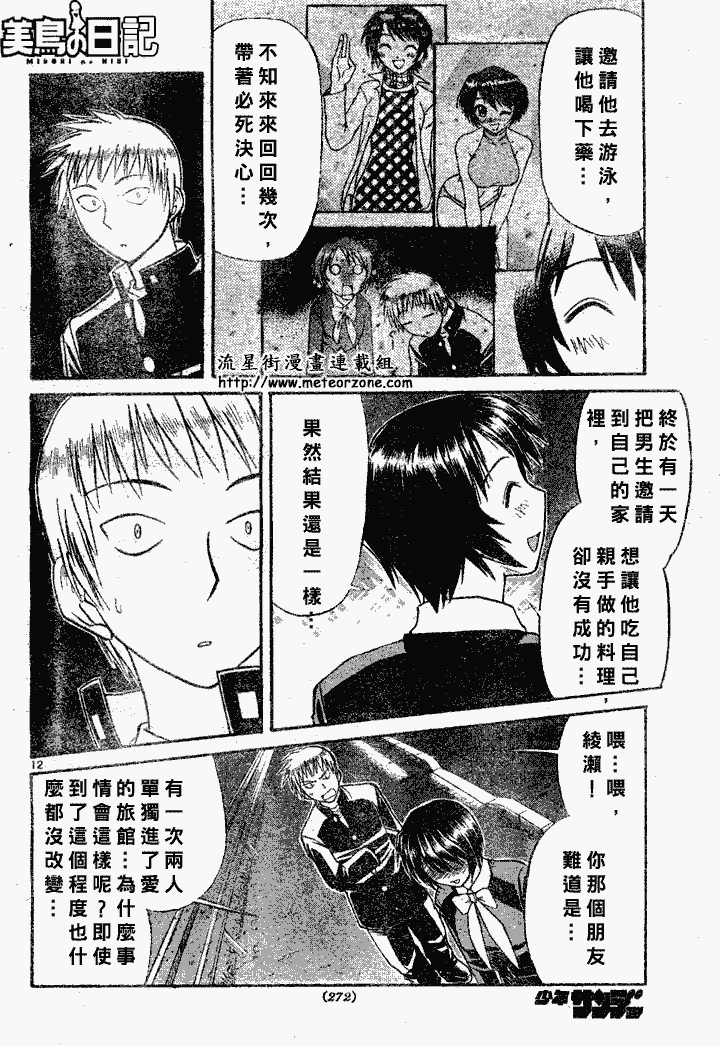 美鳥の日記
MIDORI no HIBI
邀請他去游泳，
讓他喝下藥…
不知來來回回幾次，
帶著必死決心…
流星街漫畫連載組
http://www.meteorzone.com
終於有一天
把男生邀請
到自己的家
裡，
想讓他吃自己
親手做的料理，
卻沒有成功…
果然結果還是一樣…
喂…喂，
綾瀨！
你那個朋友
難道是…
有一次兩人
單獨進了愛
的旅館…為什麼事
情會這樣呢？即使
到了這個程度也什
麼都沒改變…
12
(272)
少年